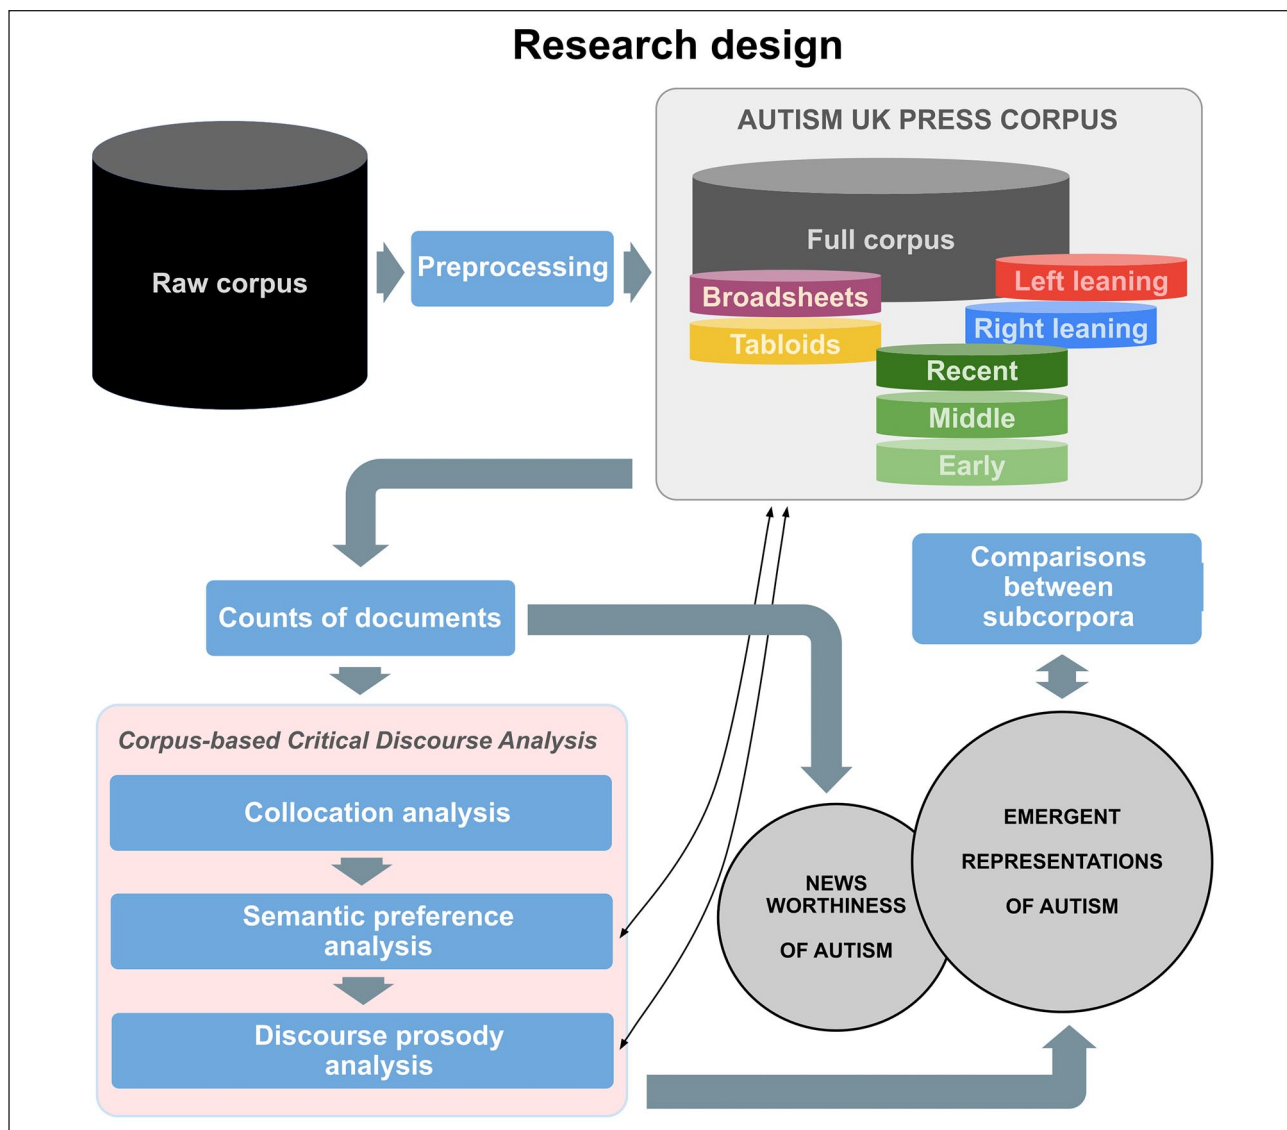 Research design
AUTISM UK PRESS CORPUS
Raw corpus
Preprocessing
Full corpus
Broadsheets
Tabloids
Left leaning
Right leaning
Recent
Middle
Early
Counts of documents
Comparisons
between
subcorpora
Corpus-based Critical Discourse Analysis
Collocation analysis
Semantic preference
analysis
Discourse prosody
analysis
NEWS
WORTHINESS
OF AUTISM
EMERGENT
REPRESENTATIONS
OF AUTISM